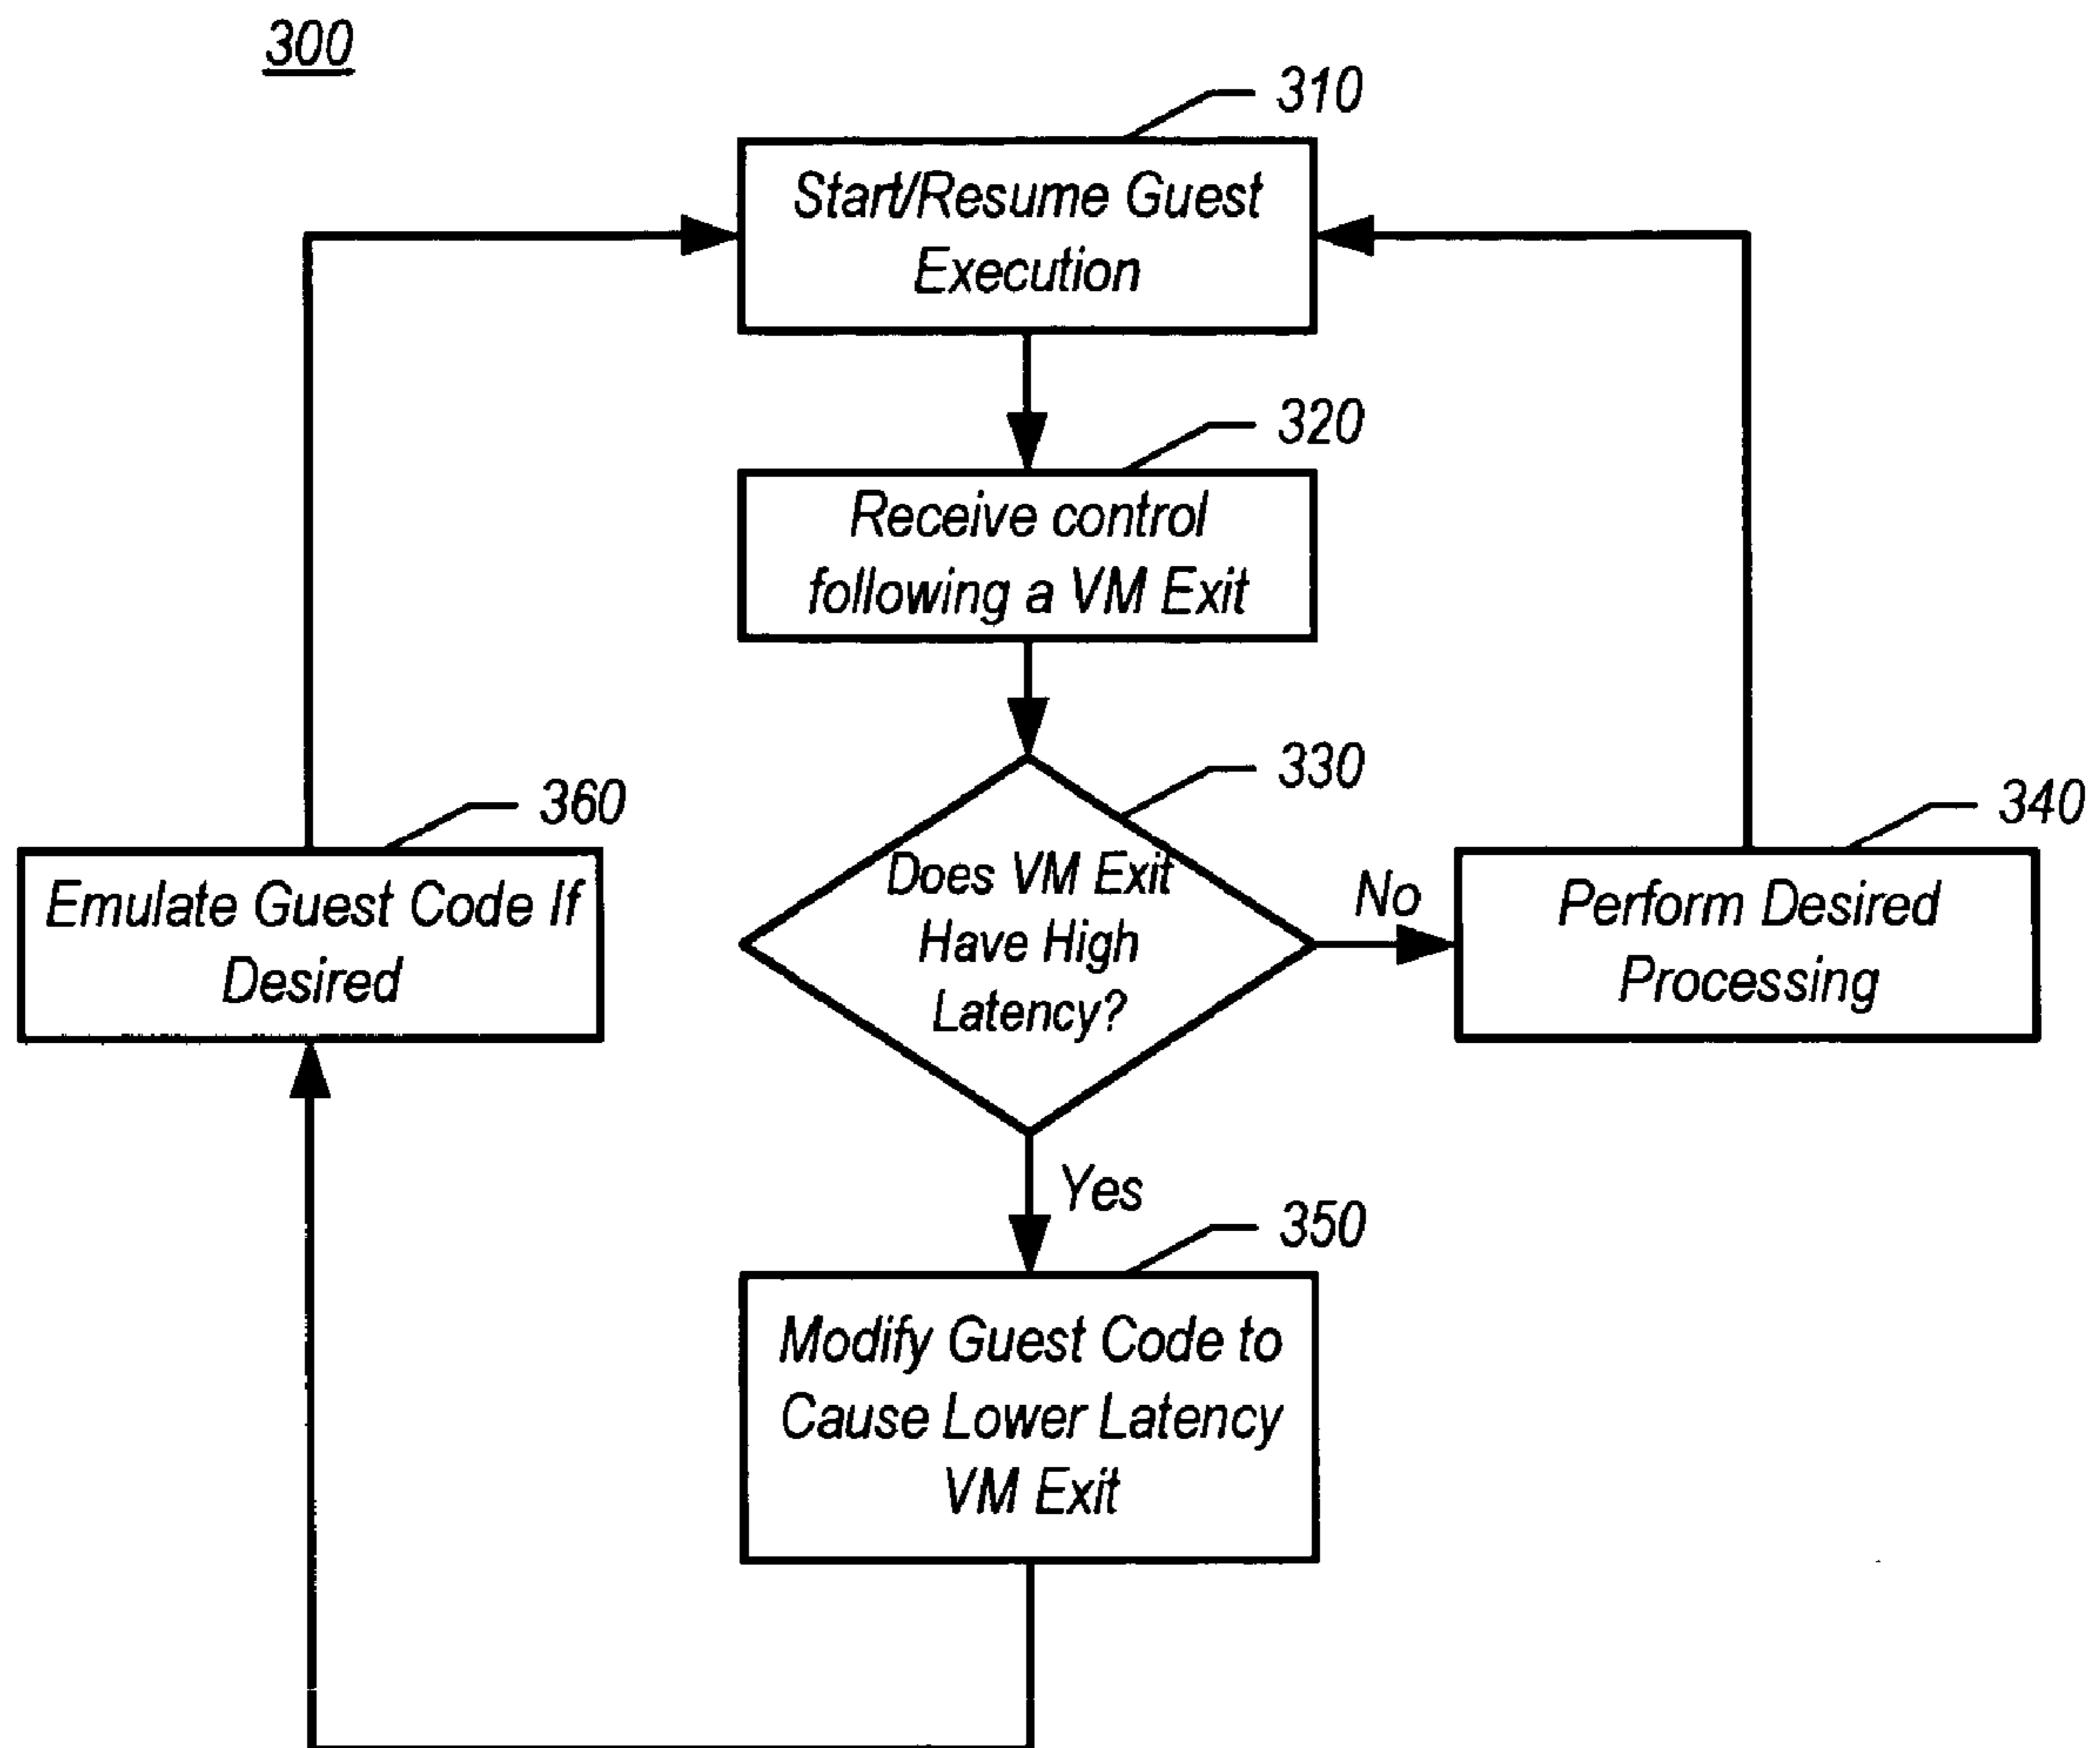 300
310
Start/Resume Guest
Execution
320
Receive control
following a VM Exit
330
Does VM Exit
Have High
Latency?
No
340
Perform Desired
Processing
360
Emulate Guest Code If
Desired
Yes
350
Modify Guest Code to
Cause Lower Latency
VM Exit